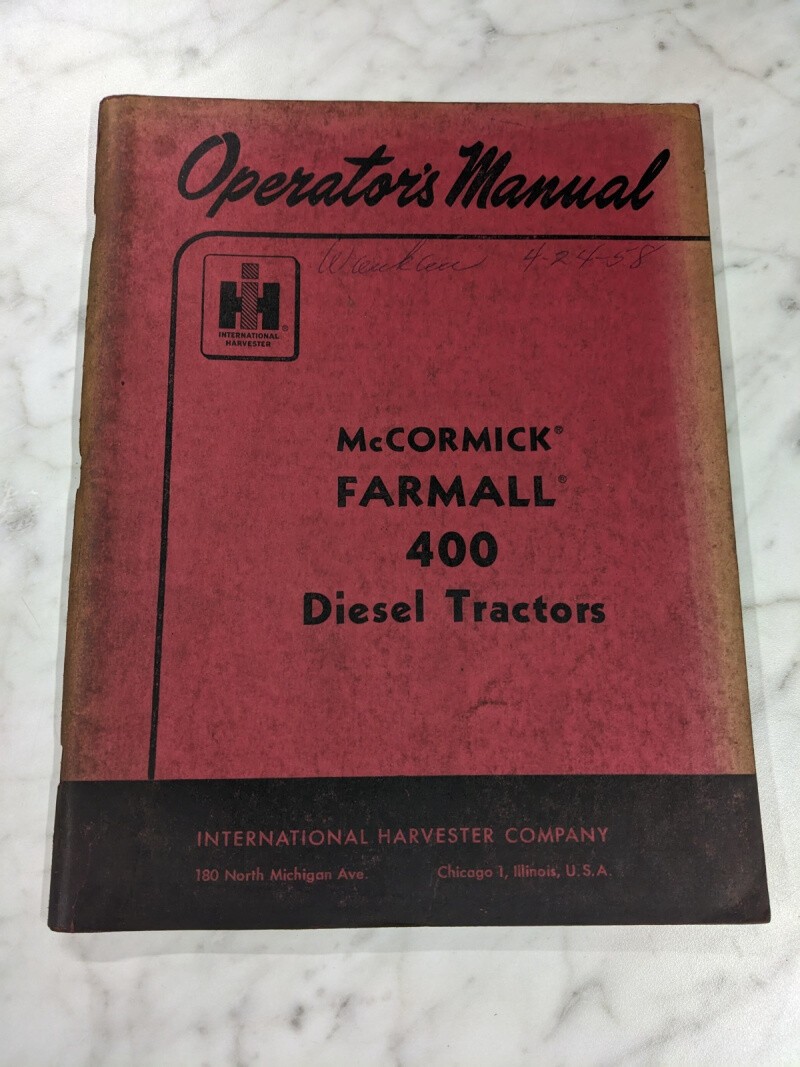 Operator's Manual
4-24-58
IH ®
INTERNATIONAL
HARVESTER
McCORMICK®
FARMALL®
400
Diesel Tractors
INTERNATIONAL HARVESTER COMPANY
180 North Michigan Ave. Chicago 1, Illinois, U.S.A.